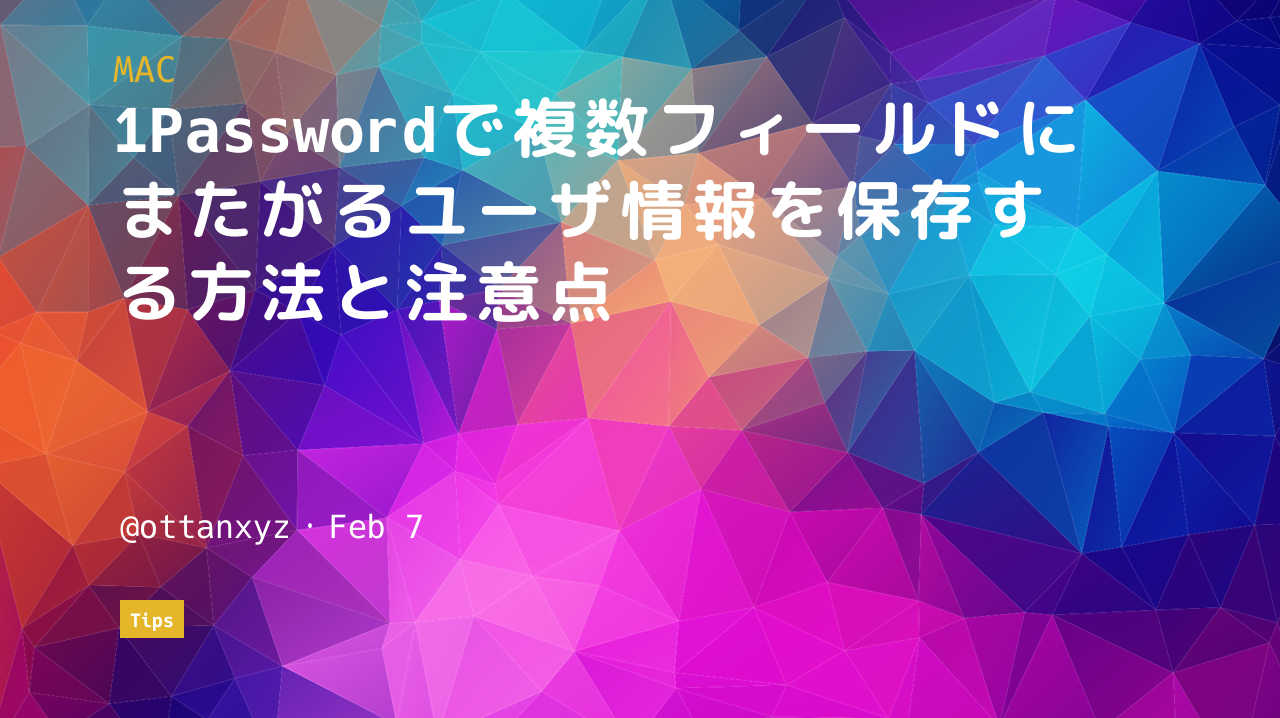 MAC
1Passwordで複数フィールドに
またがるユーザ情報を保存す
る方法と注意点
@ottanxyz・Feb 7
Tips